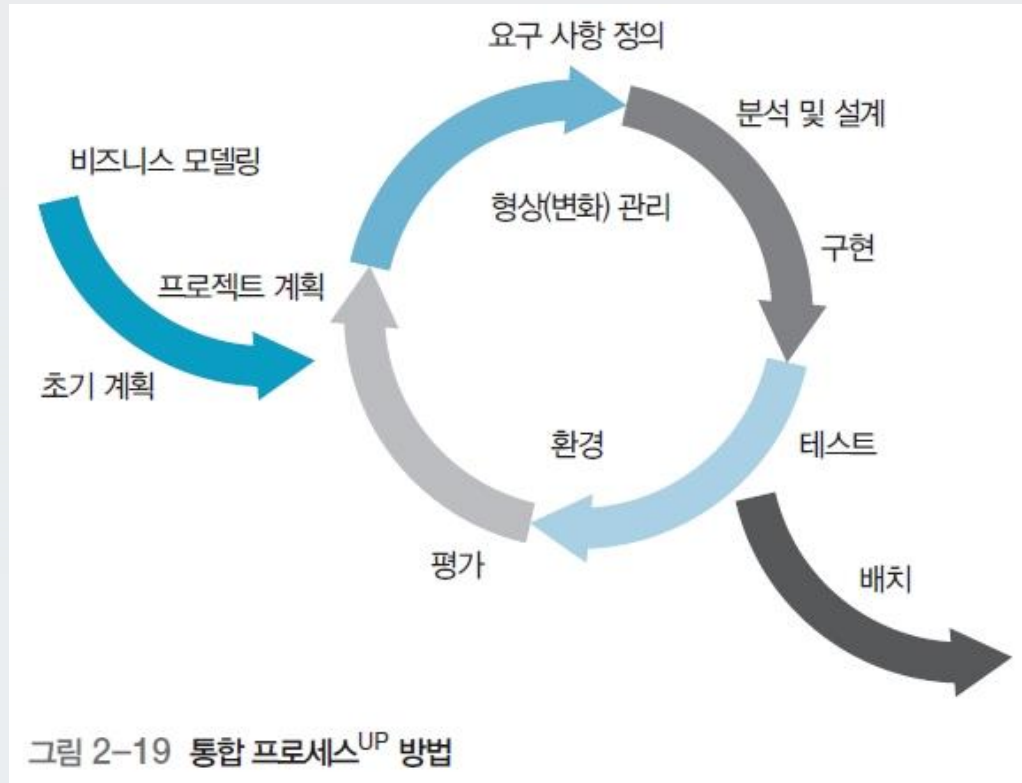 요구 사항 정의
분석 및 설계
비즈니스 모델링
형상(변화) 관리
구현
프로젝트 계획
초기 계획
환경
테스트
평가
배치
그림 2-19 통합 프로세스UP 방법